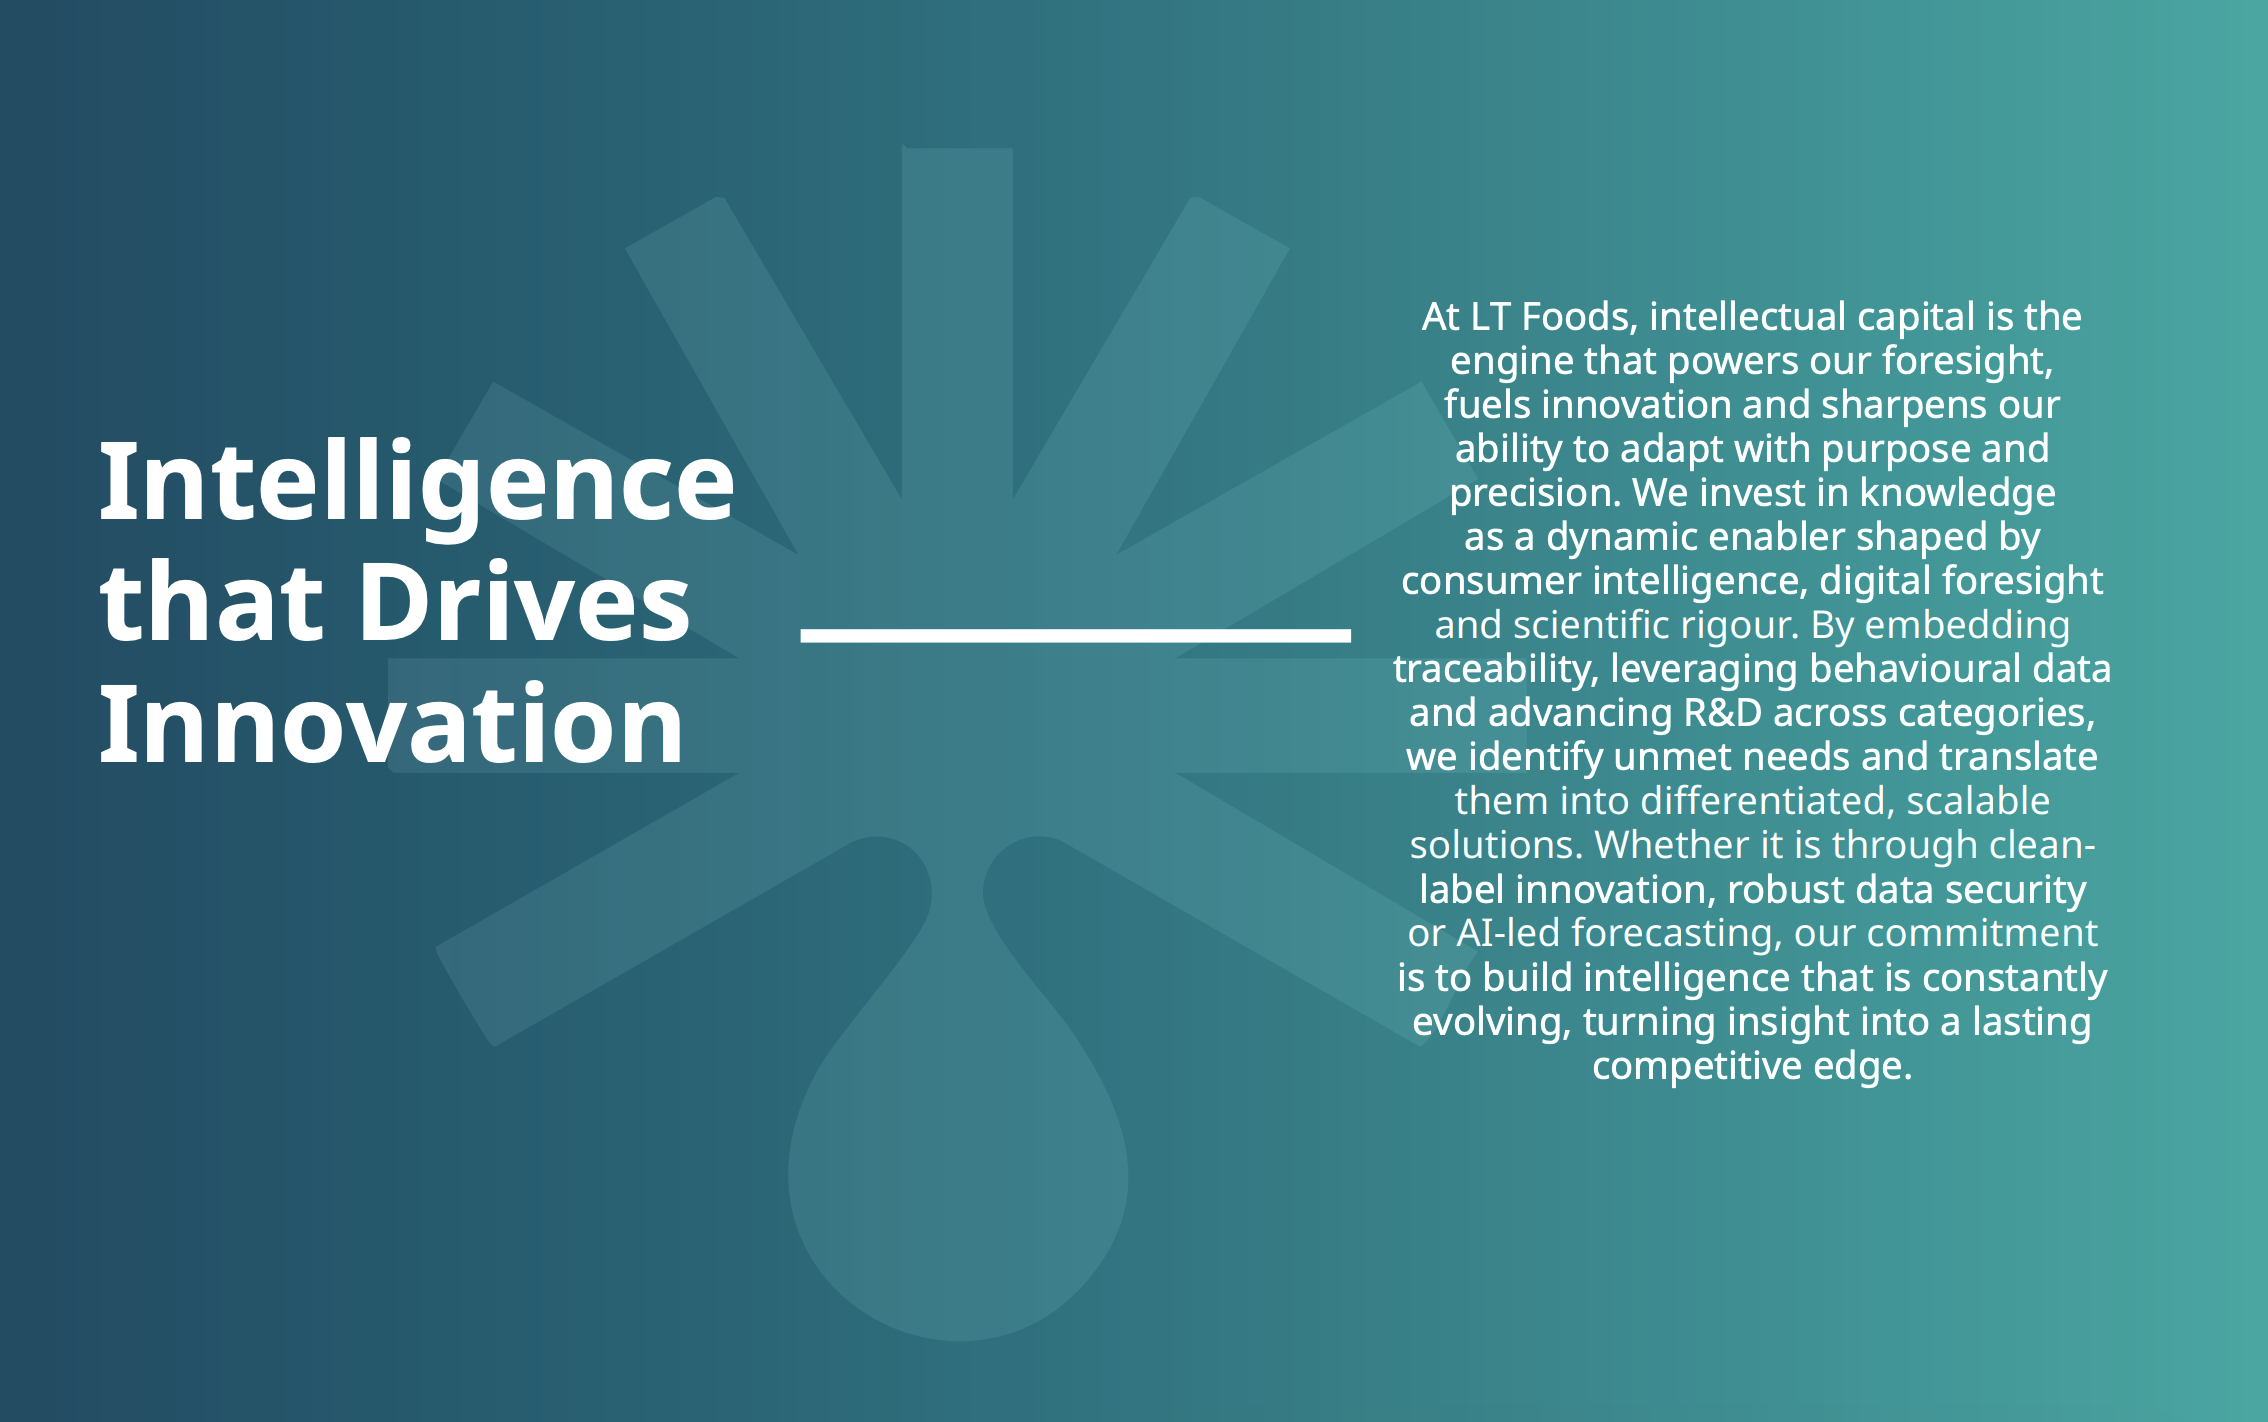 Intelligence
that Drives
Innovation
At LT Foods, intellectual capital is the
engine that powers our foresight,
fuels innovation and sharpens our
ability to adapt with purpose and
precision. We invest in knowledge
as a dynamic enabler shaped by
consumer intelligence, digital foresight
and scientific rigour. By embedding
traceability, leveraging behavioural data
and advancing R&D across categories,
we identify unmet needs and translate
them into differentiated, scalable
solutions. Whether it is through clean-
label innovation, robust data security
or AI-led forecasting, our commitment
is to build intelligence that is constantly
evolving, turning insight into a lasting
competitive edge.